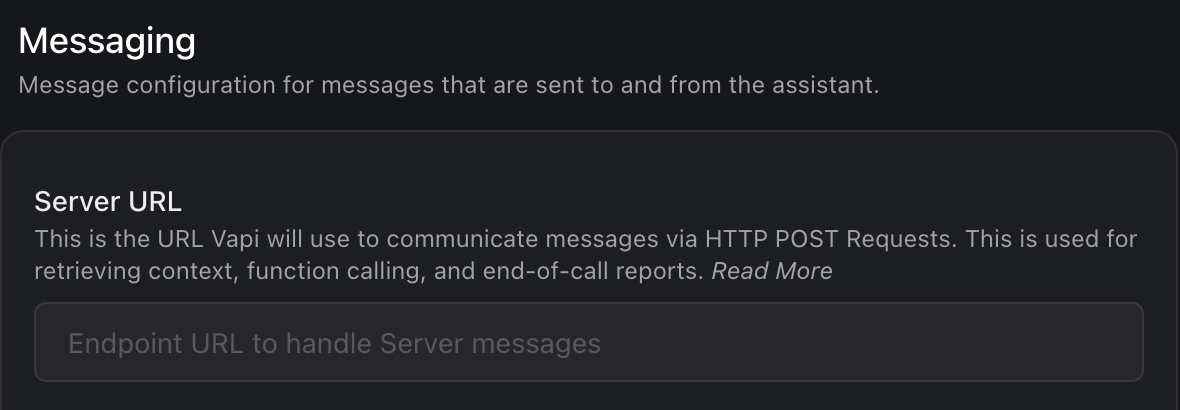 Messaging
Message configuration for messages that are sent to and from the assistant.
Server URL
This is the URL Vapi will use to communicate messages via HTTP POST Requests. This is used for
retrieving context, function calling, and end-of-call reports. Read More
Endpoint URL to handle Server messages